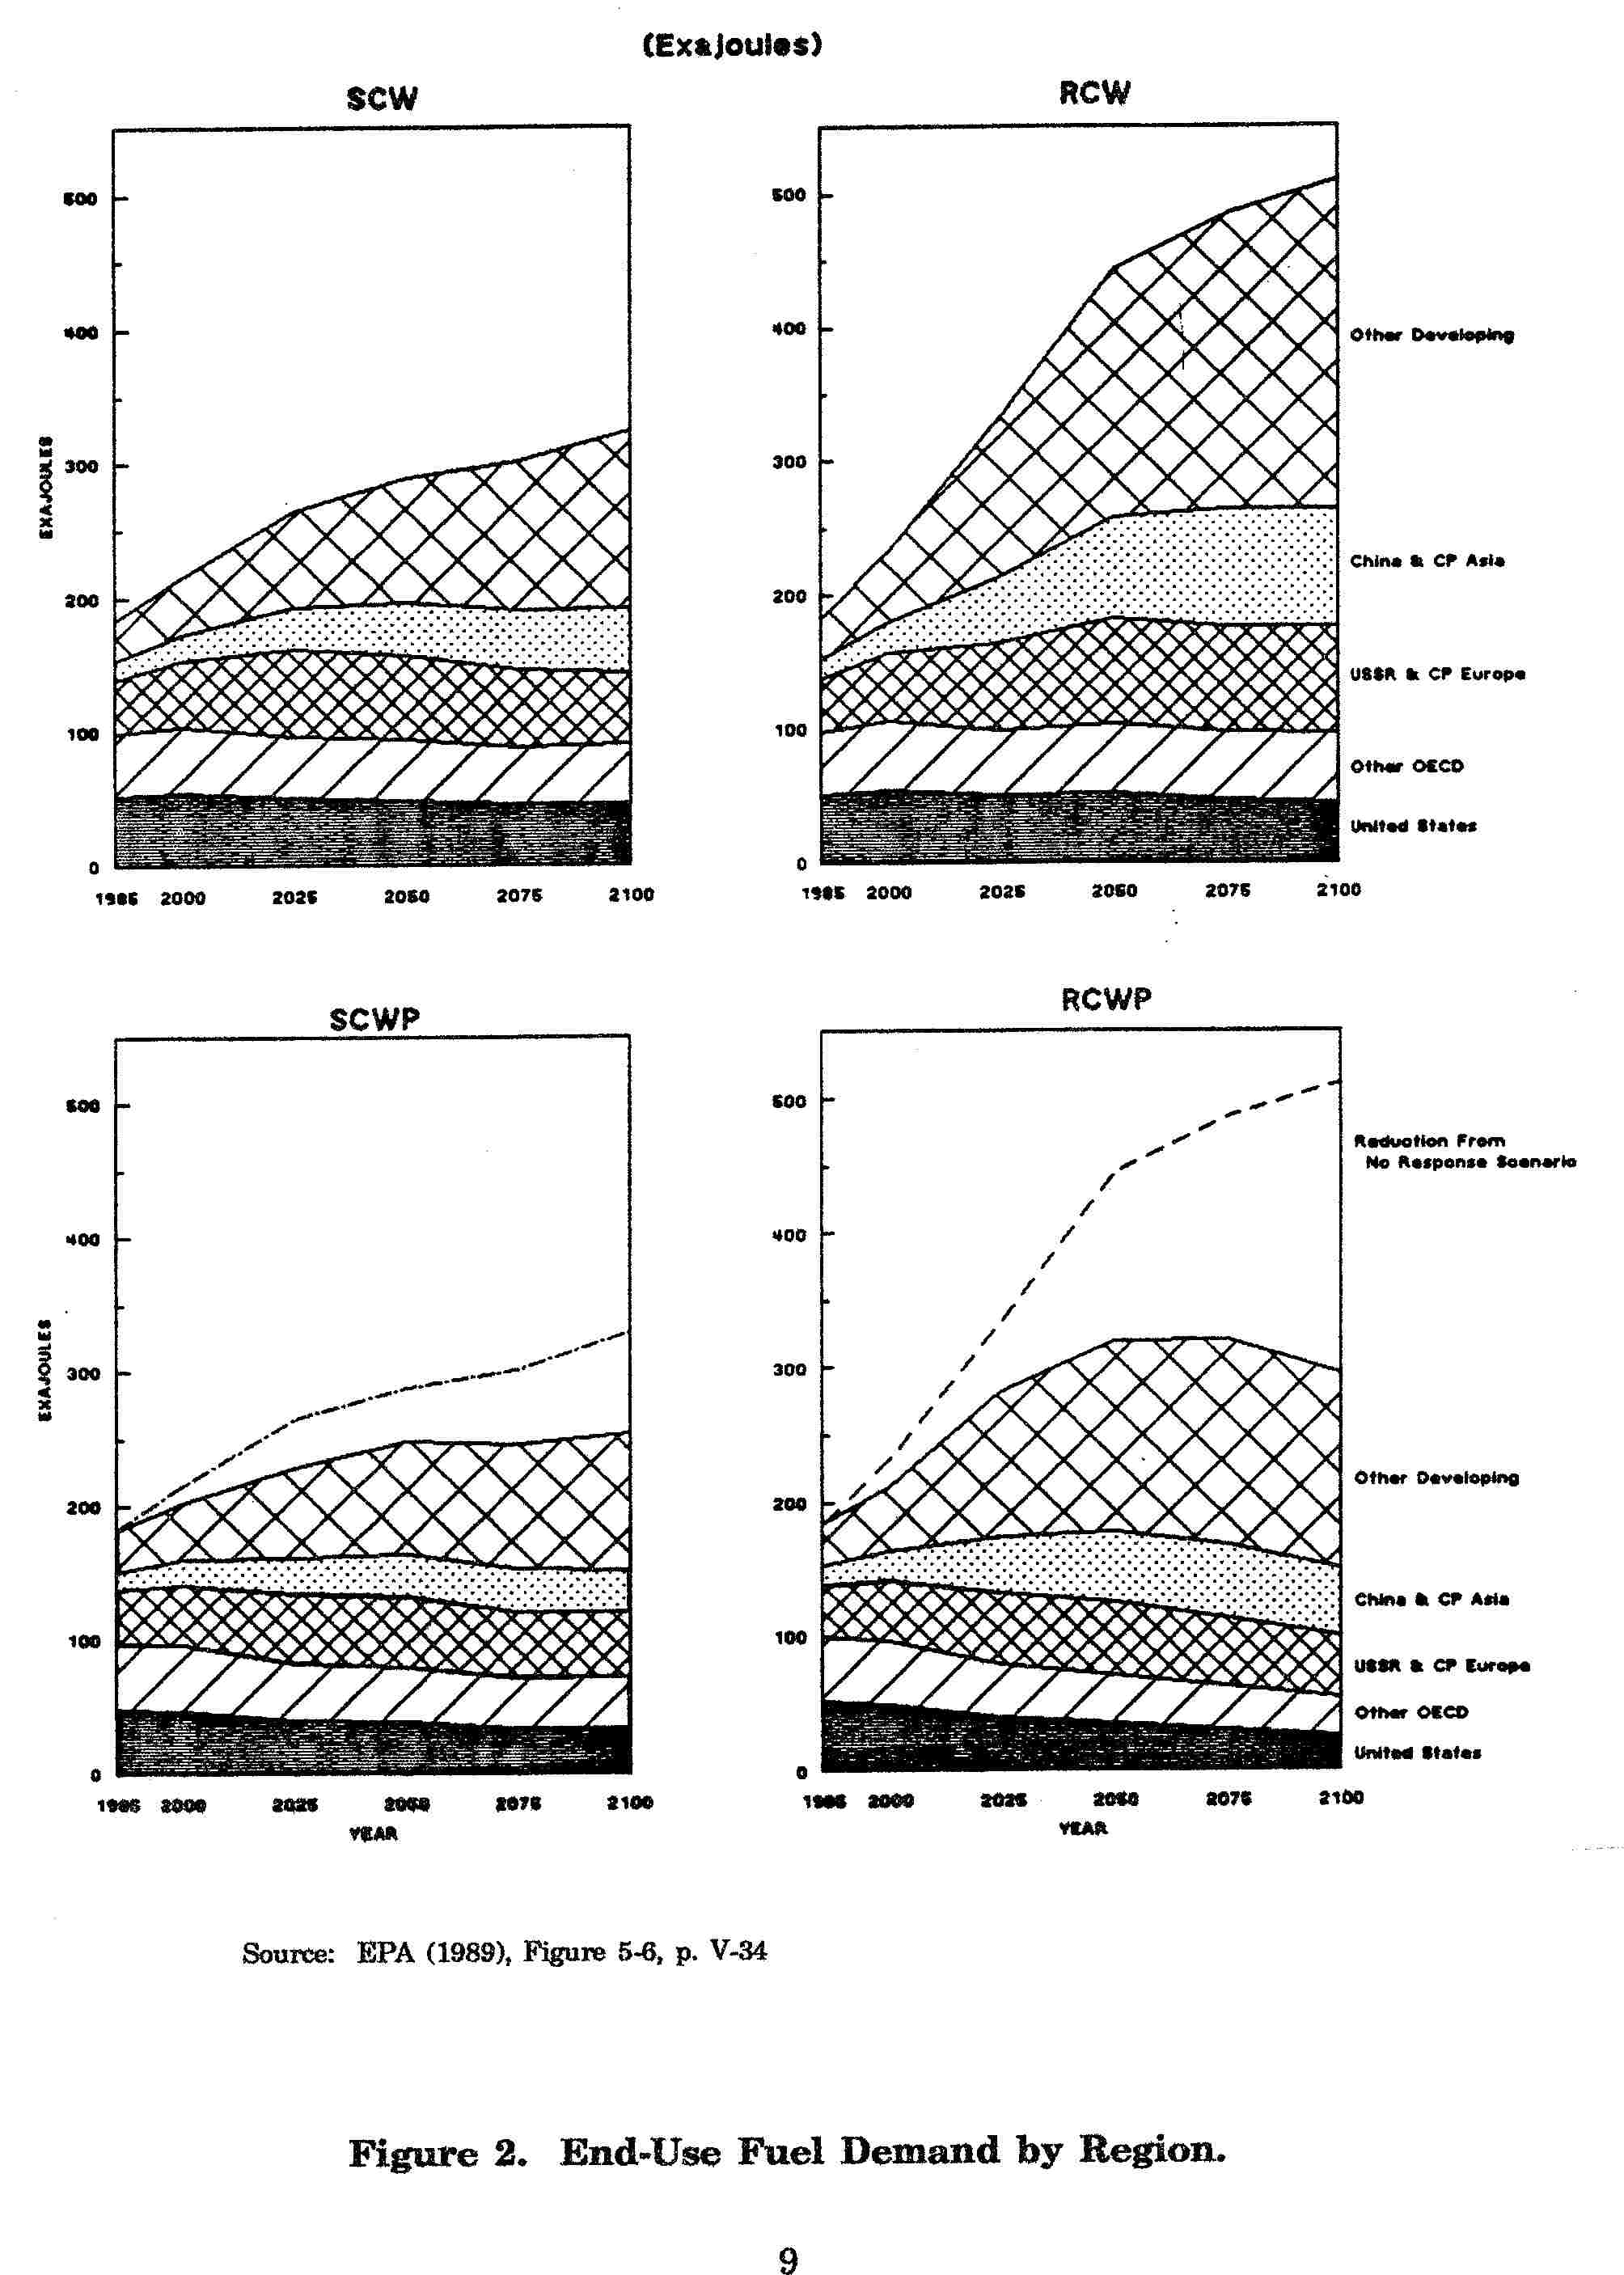 (Exajoules)
SCW
RCW
EXAJOULES
500
400
300
200
100
0
1985 2000 2025 2050 2075 2100
500
400
300
200
100
0
1985 2000 2025 2050 2075 2100
Other Developing
China & CP Asia
USSR & CP Europe
Other OECD
United States
SCWP
RCWP
EXAJOULES
500
400
300
200
100
0
1985 2000 2025 2050 2075 2100
YEAR
500
400
300
200
100
0
1985 2000 2025 2050 2075 2100
YEAR
Reduction From
No Response Scenario
Other Developing
China & CP Asia
USSR & CP Europe
Other OECD
United States
Source: EPA (1989), Figure 5-6, p. V-34
Figure 2. End-Use Fuel Demand by Region.
9